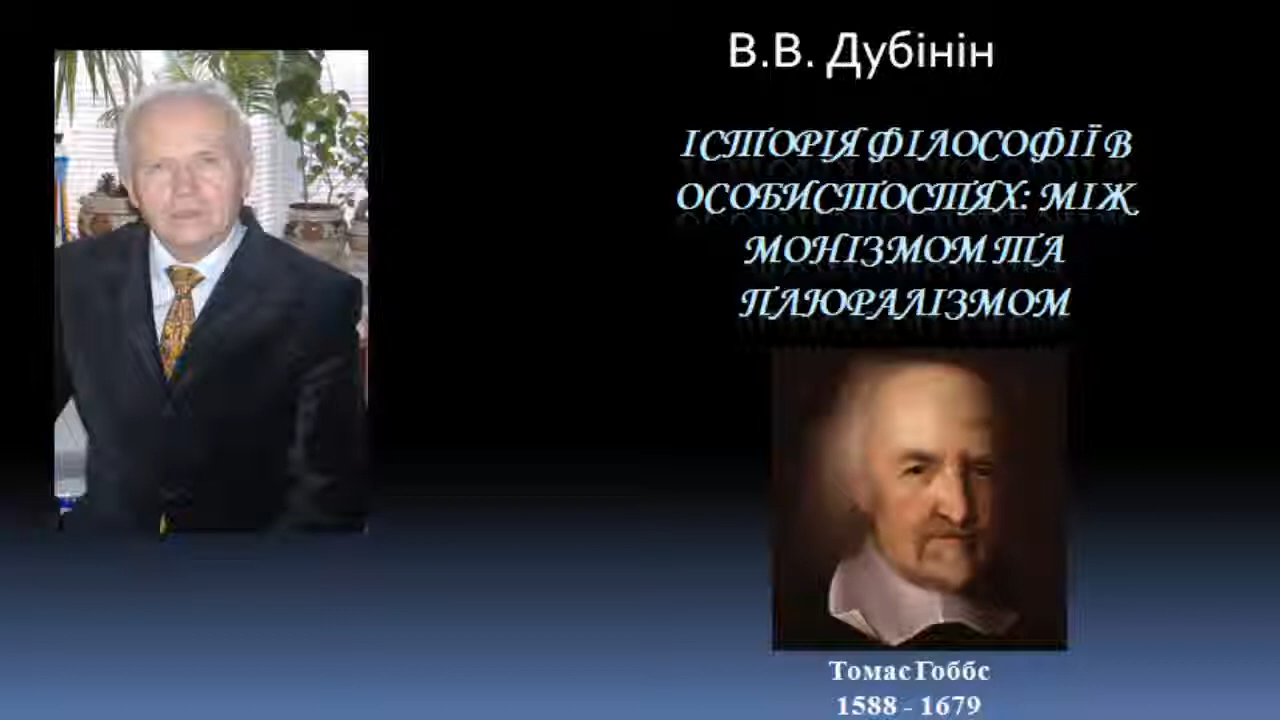 В.В. Дубінін
ІСТОРІЯ ФІЛОСОФІЇ В
ОСОБИСТОСТЯХ: МІЖ
МОНІЗМОМ ТА
ПЛЮРАЛІЗМОМ
Томас Гоббс
1588 - 1679